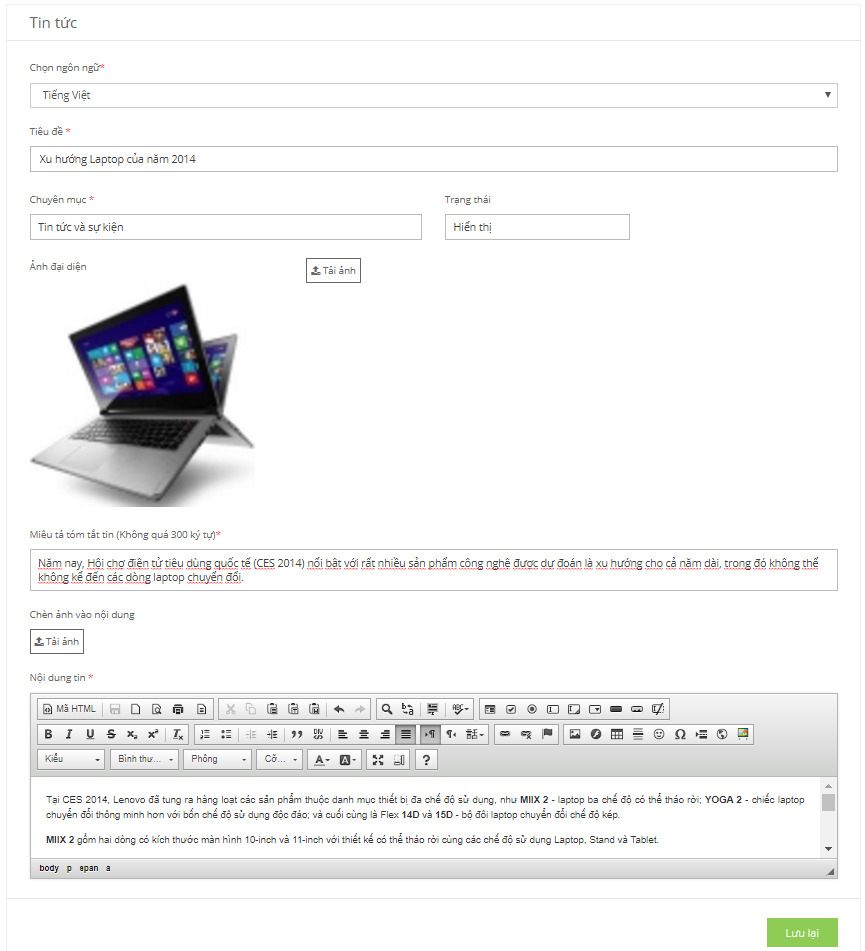 Tin tức
Chọn ngôn ngữ*
Tiếng Việt
Tiêu đề *
Xu hướng Laptop của năm 2014
Chuyên mục *
Trạng thái
Tin tức và sự kiện
Hiển thị
Ảnh đại diện
Tải ảnh
Miêu tả tóm tắt tin (Không quá 300 ký tự)*
Năm nay, Hội chợ điện tử tiêu dùng quốc tế (CES 2014) nổi bật với rất nhiều sản phẩm công nghệ được dự đoán là xu hướng cho cả năm dài, trong đó không thể
không kể đến các dòng laptop chuyển đổi.
Chèn ảnh vào nội dung
Tải ảnh
Nội dung tin *
Mã HTML
Kiểu
Bình thư...
Phông
Cỡ...
Tại CES 2014, Lenovo đã tung ra hàng loạt các sản phẩm thuộc danh mục thiết bị đa chế độ sử dụng, như MIIX 2 - laptop ba chế độ có thể tháo rời; YOGA 2 - chiếc laptop
chuyển đổi thông minh hơn với bốn chế độ sử dụng độc đáo; và cuối cùng là Flex 14D và 15D - bộ đôi laptop chuyển đổi chế độ kép.
MIIX 2 gồm hai dòng có kích thước màn hình 10-inch và 11-inch với thiết kế có thể tháo rời cùng các chế độ sử dụng Laptop, Stand và Tablet.
body p span a
Lưu lại